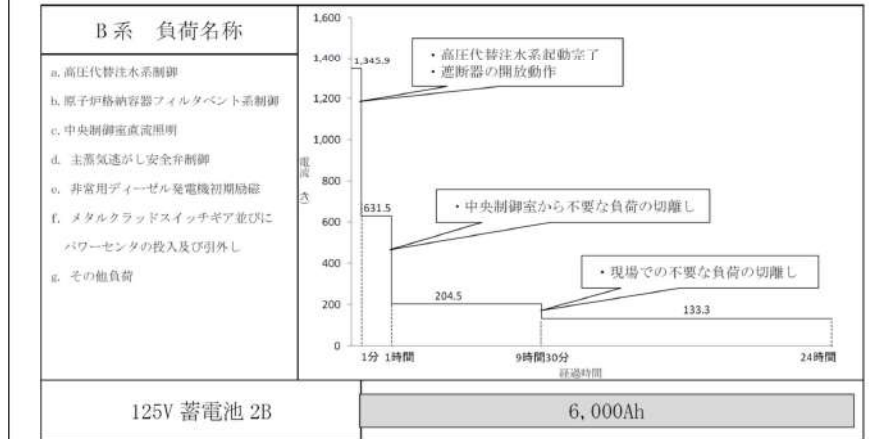 B系 負荷名称
a. 高圧代替注水系制御
b. 原子炉格納容器フィルタベント系制御
c. 中央制御室直流照明
d. 主蒸気逃がし安全弁制御
e. 非常用ディーゼル発電機初期励磁
f. メタルクラッドスイッチギア並びに
パワーセンタの投入及び引外し
g. その他負荷
1,600
1,400
1,200
1,000
800
600
400
200
0
電流(A)
1,345.9
631.5
204.5
133.3
・高圧代替注水系起動完了
・遮断器の開放動作
・中央制御室から不要な負荷の切離し
・現場での不要な負荷の切離し
1分 1時間 9時間30分 24時間
経過時間
125V 蓄電池 2B
6,000Ah